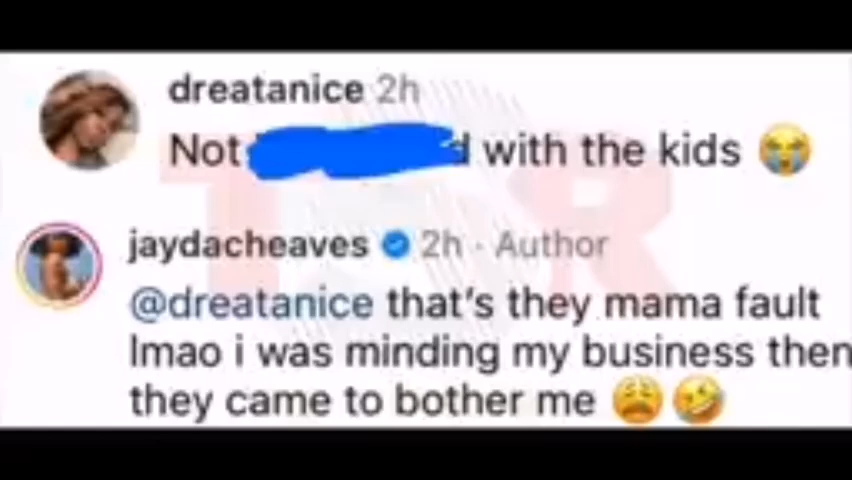 dreatanice 2h
Not with the kids 😭
jaydacheaves 2h · Author
@dreatanice that's they mama fault
lmao i was minding my business then
they came to bother me 😩🤣
TSR